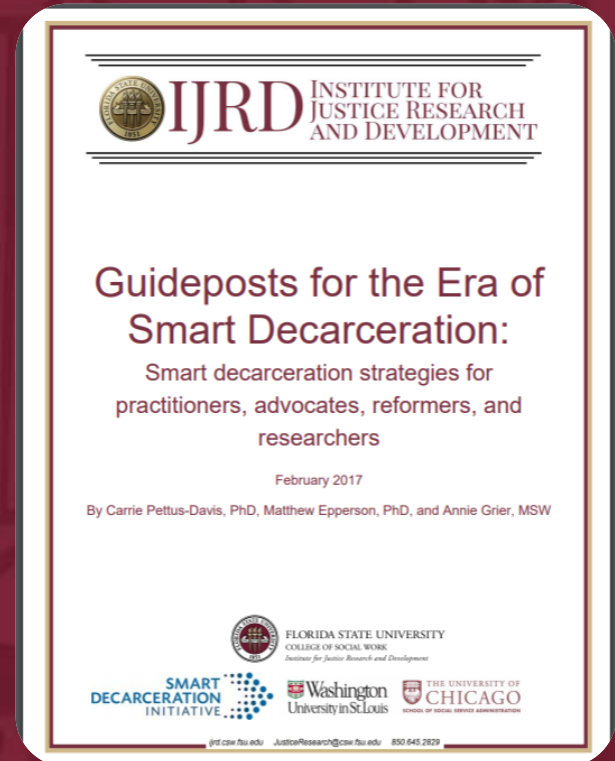 IJRD INSTITUTE FOR
JUSTICE RESEARCH
AND DEVELOPMENT
FLORIDA STATE UNIVERSITY
1851
Guideposts for the Era of
Smart Decarceration:
Smart decarceration strategies for
practitioners, advocates, reformers, and
researchers
February 2017
By Carrie Pettus-Davis, PhD, Matthew Epperson, PhD, and Annie Grier, MSW
FLORIDA STATE UNIVERSITY
COLLEGE OF SOCIAL WORK
Institute for Justice Research and Development
SMART
DECARCERATION
INITIATIVE
Washington
University in St. Louis
THE UNIVERSITY OF
CHICAGO
SCHOOL OF SOCIAL SERVICE ADMINISTRATION
ijrd.csw.fsu.edu JusticeResearch@csw.fsu.edu 850.645.2829